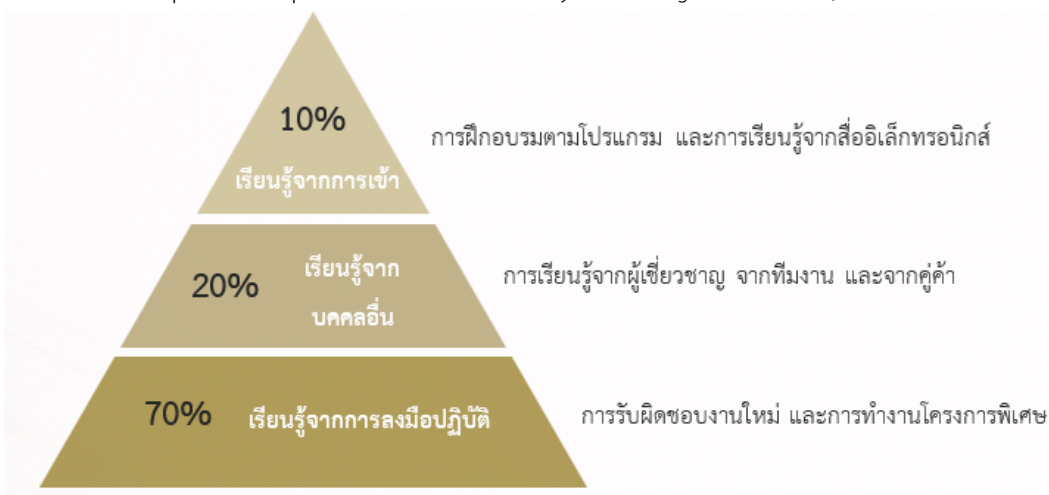 10%
เรียนรู้จากการเข้า
การฝึกอบรมตามโปรแกรม และการเรียนรู้จากสื่ออิเล็กทรอนิกส์
20%
เรียนรู้จาก
บคคลอื่น
การเรียนรู้จากผู้เชี่ยวชาญ จากทีมงาน และจากคู่ค้า
70%
เรียนรู้จากการลงมือปฏิบัติ
การรับผิดชอบงานใหม่ และการทำงานโครงการพิเศษ